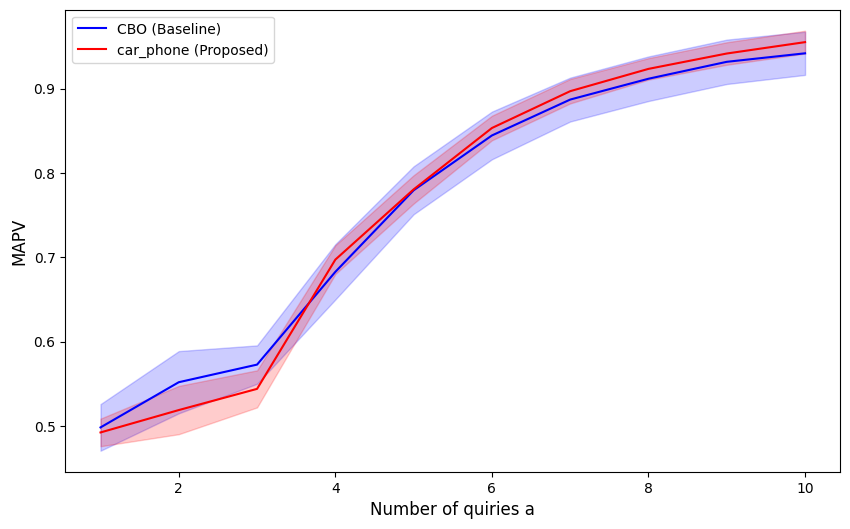 CBO (Baseline)
car_phone (Proposed)
MAPV
0.9
0.8
0.7
0.6
0.5
2
4
6
8
10
Number of quiries a